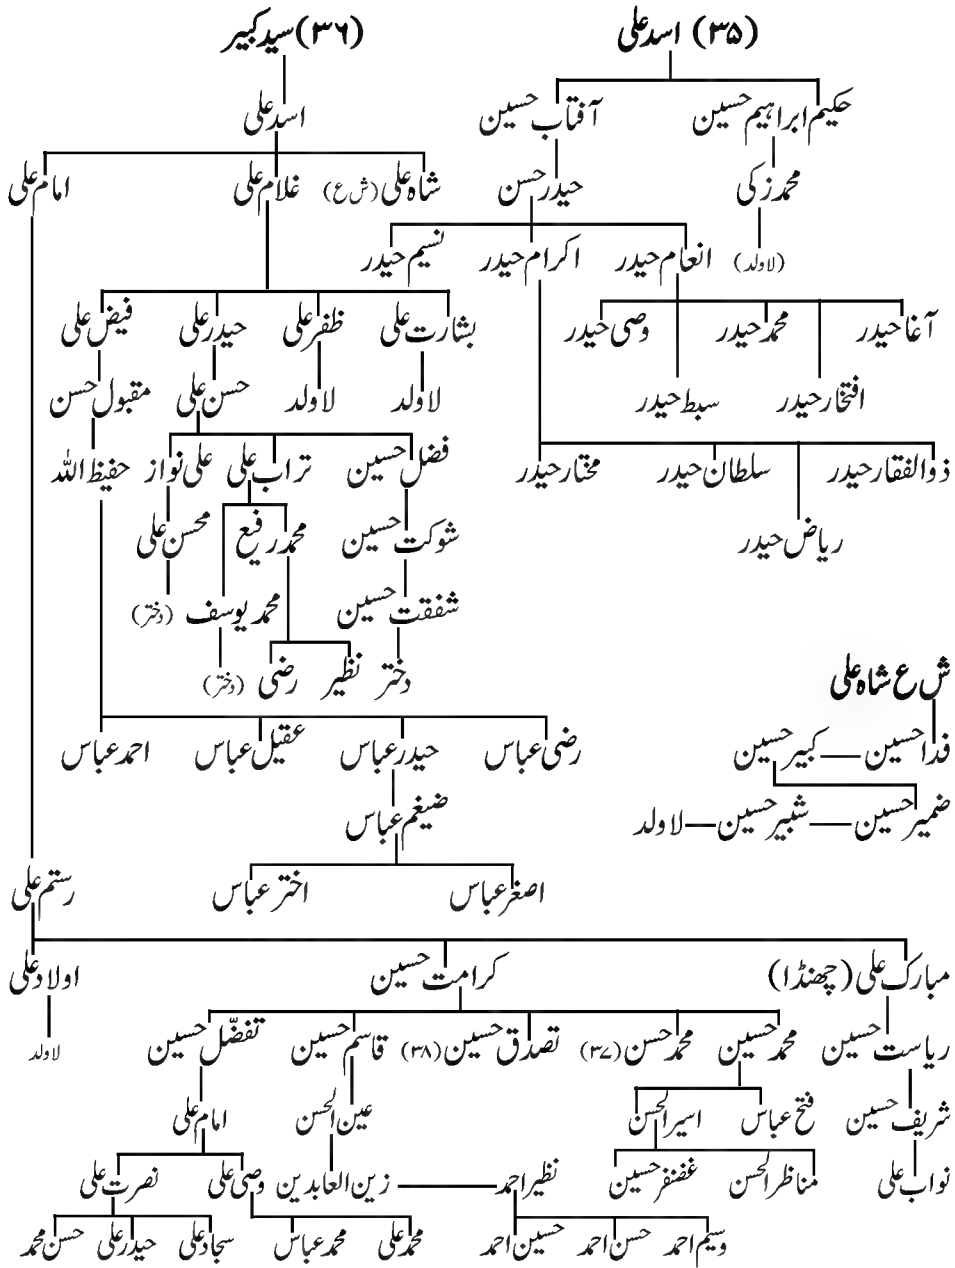 (۳۵) اسد علی (۳۶) سید کبیر
حکیم ابراہیم حسین آفتاب حسین اسد علی
محمد زکی حیدر حسن شاہ علی (ش ع) غلام علی امام علی
(لاولد) انعام حیدر اکرام حیدر نسیم حیدر
آغا حیدر محمد حیدر وصی حیدر بشارت علی ظفر علی حیدر علی فیض علی
افتخار حیدر سبط حیدر لاولد لاولد حسن علی مقبول حسن
ذوالفقار حیدر سلطان حیدر مختار حیدر فضل حسین تراب علی علی نواز حفیظ اللہ
ریاض حیدر شوکت حسین محمد رفیع محسن علی
شفقت حسین محمد یوسف (دختر)
ش ع شاہ علی دختر نظیر رضی (دختر)
فدا حسین — کبیر حسین رضی عباس حیدر عباس عقیل عباس احمد عباس
ضمیر حسین — شبیر حسین — لاولد ضیغم عباس
اصغر عباس اختر عباس رستم علی
مبارک علی (چھنڈا) کرامت حسین اولاد علی
ریاست حسین محمد حسین محمد حسن (۳۷) تصدق حسین (۳۸) قاسم حسین تفضّل حسین لاولد
شریف حسین فتح عباس اسیر الحسن عین الحسن امام علی
نواب علی مناظر الحسن غضنفر حسین نظیر احمد — زین العابدین وصی علی نصرت علی
وسیم احمد حسن احمد حسین احمد محمد علی محمد عباس سجاد علی حیدر علی حسن محمد